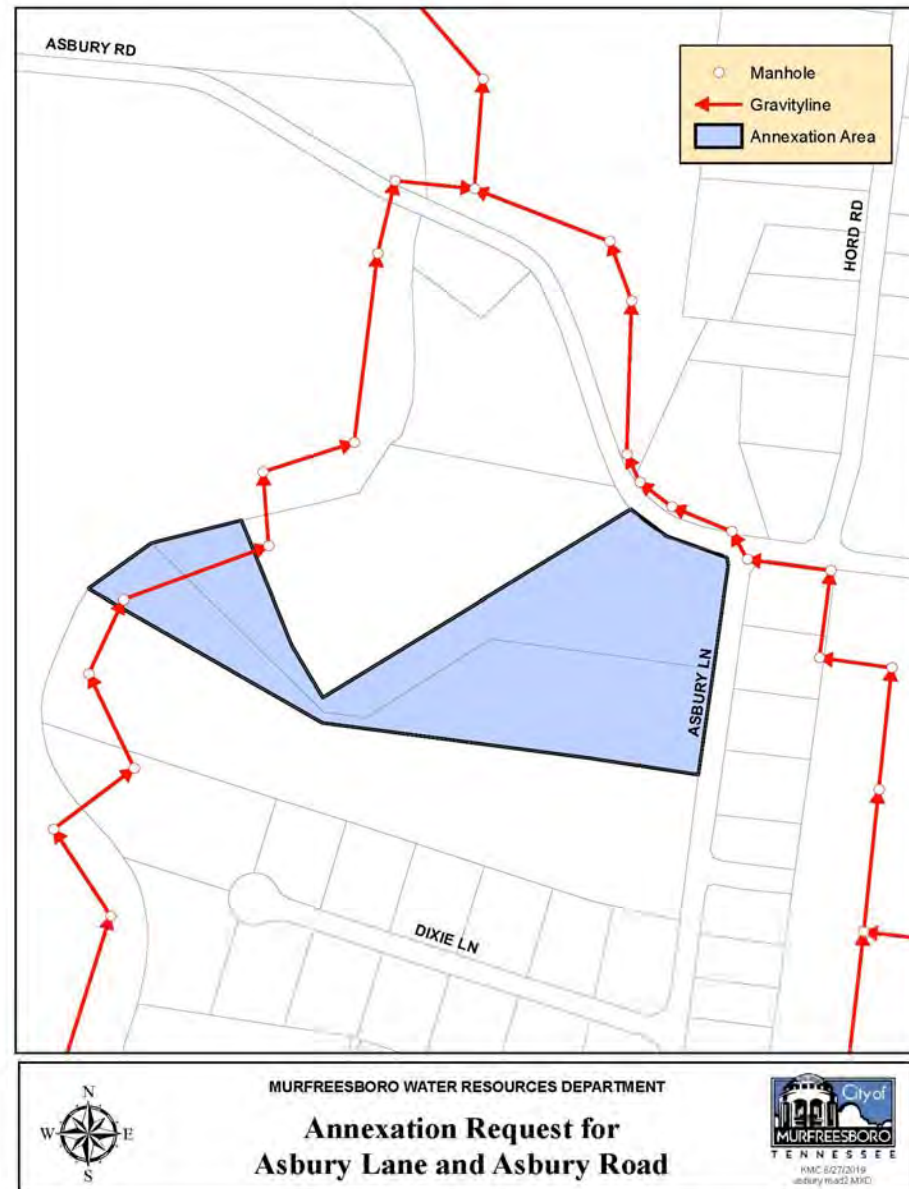 ASBURY RD
Manhole
Gravityline
Annexation Area
HORD RD
ASBURY LN
DIXIE LN
N
W E
S
MURFREESBORO WATER RESOURCES DEPARTMENT
Annexation Request for
Asbury Lane and Asbury Road
City of
MURFREESBORO
TENNESSEE
KMC 6/27/2019
asbury road2.MXD